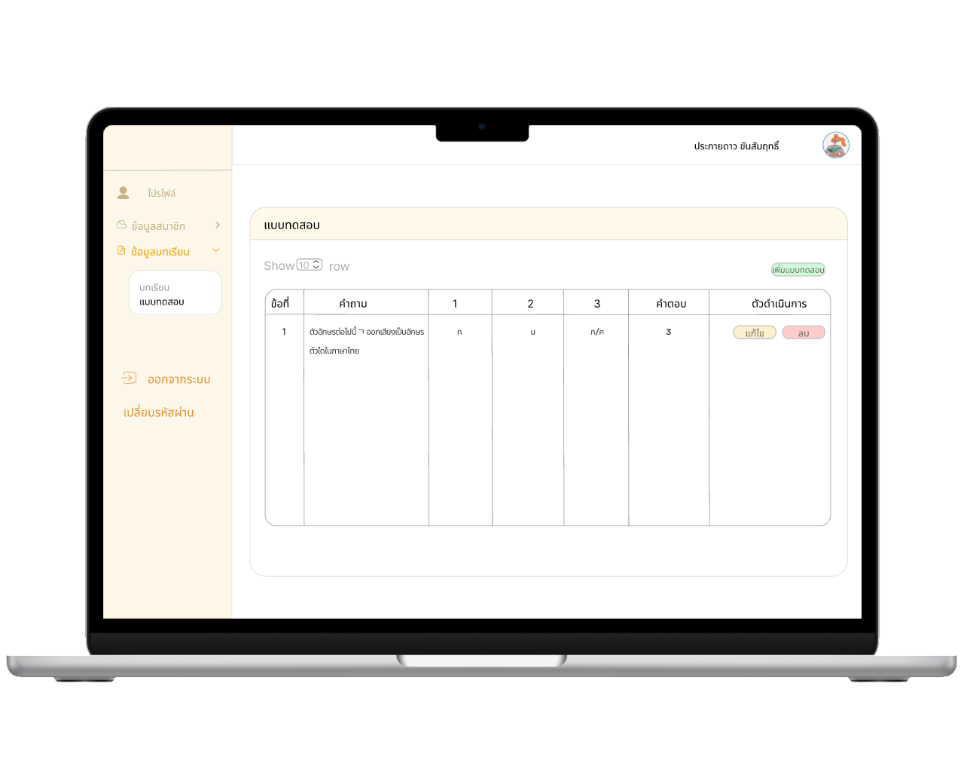 ประกายดาว ขันสัมฤทธิ์
โปรไฟล์
ข้อมูลสมาชิก
ข้อมูลบทเรียน
บทเรียน
แบบทดสอบ
ออกจากระบบ
เปลี่ยนรหัสผ่าน
แบบทดสอบ
Show 10 row
เพิ่มแบบทดสอบ
ข้อที่ คำถาม 1 2 3 คำตอบ ตัวดำเนินการ
1 ตัวอักษรต่อไปนี้ ㄱ ออกเสียงเป็นอักษร ก น ก/ค 3 แก้ไข ลบ
ตัวใดในภาษาไทย